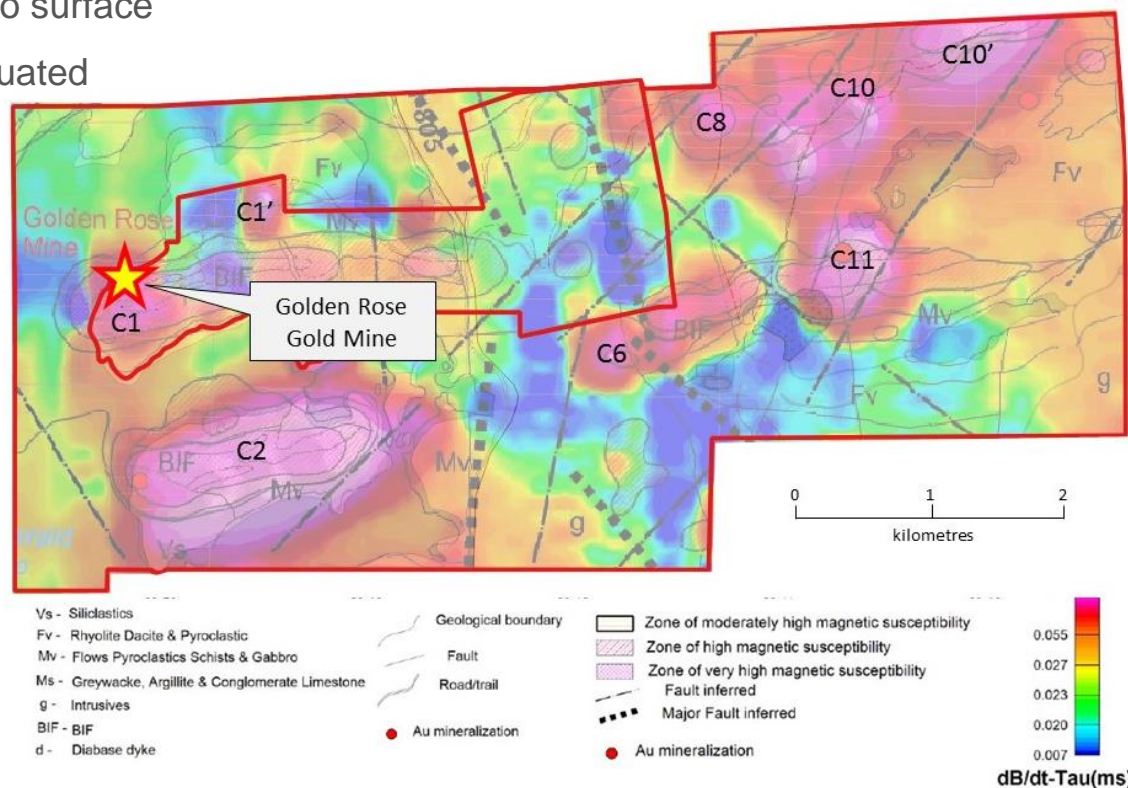 o surface
uated
C10'
C10
C8
805
Fv
Fv
Golden Rose
Mine
C1'
Mv
BIF
C11
Golden Rose
Gold Mine
C1
Mv
BIF
C6
g
Fv
C2
BIF
Mv
Mv
g
Vs
0 1 2
kilometres
Vs - Siliclastics
Fv - Rhyolite Dacite & Pyroclastic
Mv - Flows Pyroclastics Schists & Gabbro
Ms - Greywacke, Argillite & Conglomerate Limestone
g - Intrusives
BIF - BIF
d - Diabase dyke
Geological boundary
Fault
Road/trail
Au mineralization
Zone of moderately high magnetic susceptibility
Zone of high magnetic susceptibility
Zone of very high magnetic susceptibility
Fault inferred
Major Fault inferred
Au mineralization
0.055
0.027
0.023
0.020
0.007
dB/dt-Tau(ms)